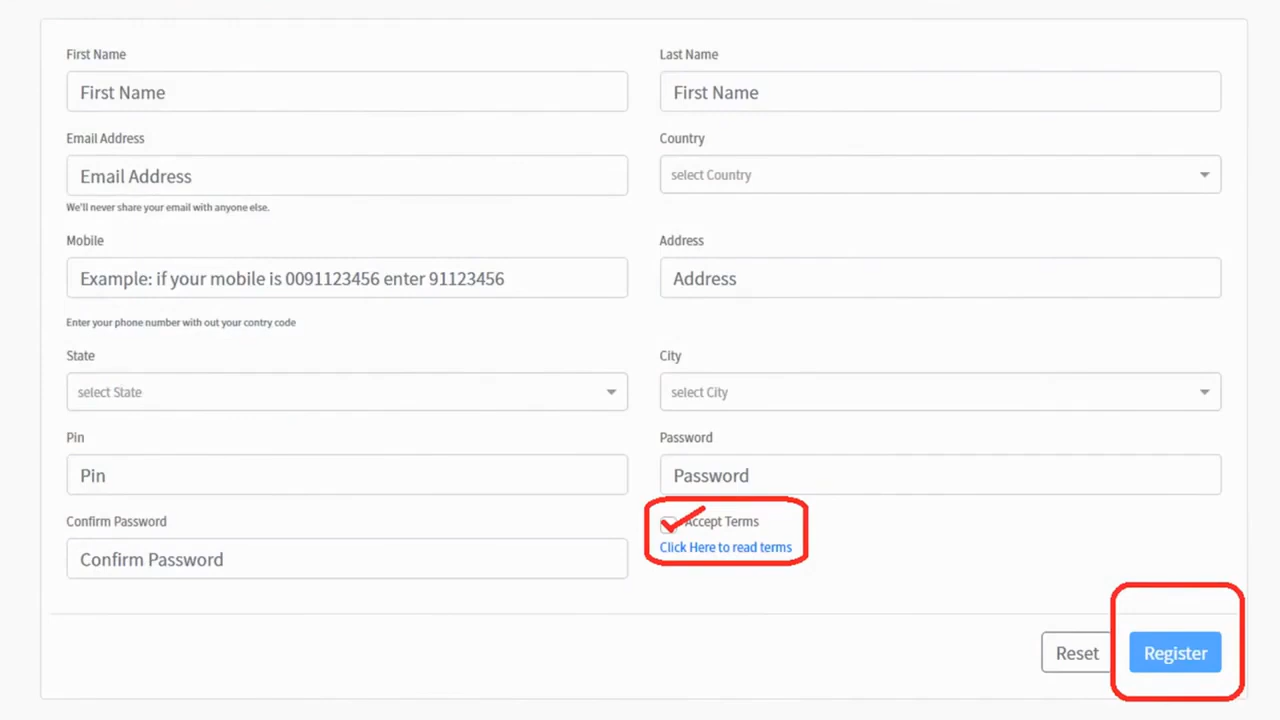 First Name
Last Name
First Name
First Name
Email Address
Country
Email Address
select Country
We'll never share your email with anyone else.
Mobile
Address
Example: if your mobile is 0091123456 enter 91123456
Address
Enter your phone number with out your contry code
State
City
select State
select City
Pin
Password
Pin
Password
Confirm Password
Accept Terms
Click Here to read terms
Confirm Password
Reset
Register